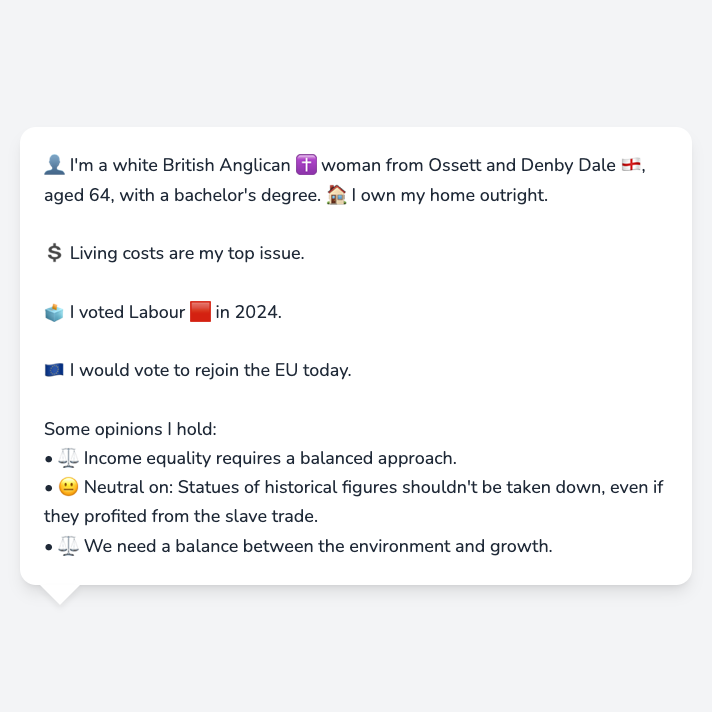 👤 I'm a white British Anglican ✝️ woman from Ossett and Denby Dale 🏴󠁧󠁢󠁥󠁮󠁧󠁿,
aged 64, with a bachelor's degree. 🏠 I own my home outright.
💲 Living costs are my top issue.
🗳️ I voted Labour 🟥 in 2024.
🇪🇺 I would vote to rejoin the EU today.
Some opinions I hold:
• ⚖️ Income equality requires a balanced approach.
• 😐 Neutral on: Statues of historical figures shouldn't be taken down, even if
they profited from the slave trade.
• ⚖️ We need a balance between the environment and growth.